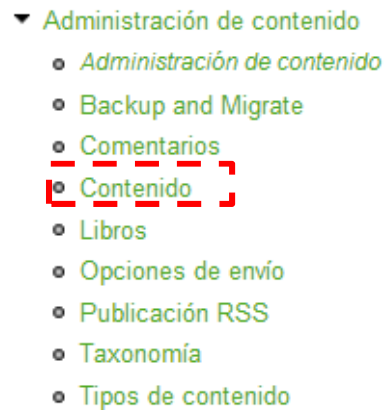 Administración de contenido
Administración de contenido
Backup and Migrate
Comentarios
Contenido
Libros
Opciones de envío
Publicación RSS
Taxonomía
Tipos de contenido